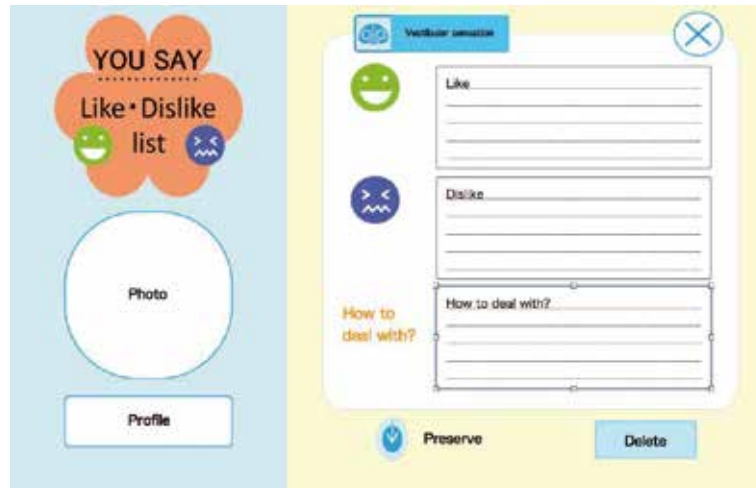 YOU SAY
Like・Dislike
list
Photo
Profile
Vestibular sensation
Like
Dislike
How to
deal with?
How to deal with?
Preserve
Delete